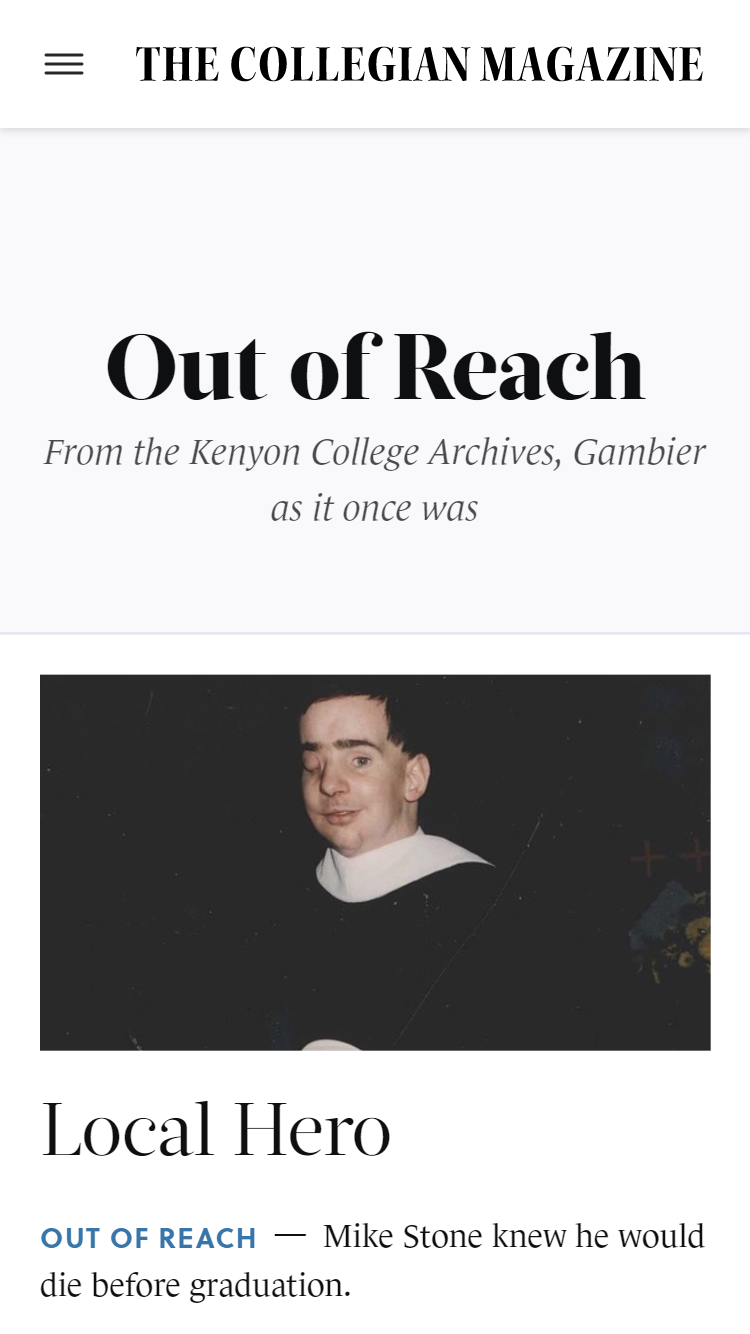 THE COLLEGIAN MAGAZINE
Out of Reach
From the Kenyon College Archives, Gambier
as it once was
Local Hero
OUT OF REACH — Mike Stone knew he would
die before graduation.